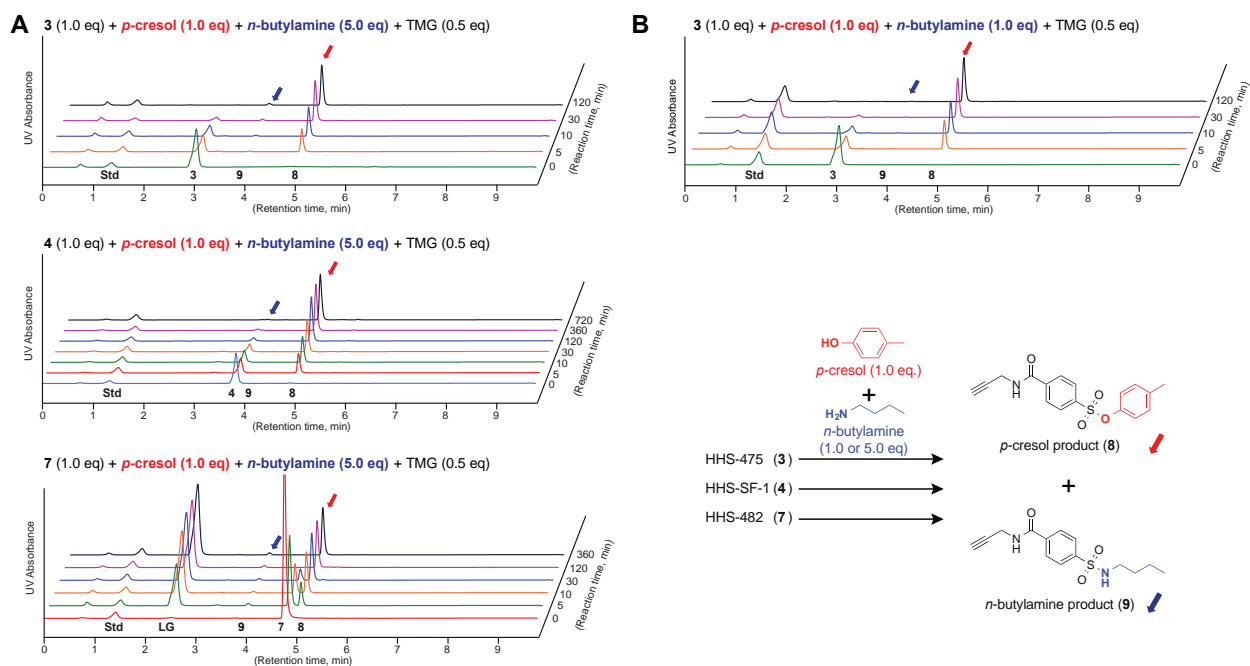 A
3 (1.0 eq) + p-cresol (1.0 eq) + n-butylamine (5.0 eq) + TMG (0.5 eq)
UV Absorbance
120
30
10
5
0
(Reaction time, min)
Std 3 9 8
0 1 2 3 4 5 6 7 8 9
(Retention time, min)
4 (1.0 eq) + p-cresol (1.0 eq) + n-butylamine (5.0 eq) + TMG (0.5 eq)
UV Absorbance
720
360
120
30
10
5
0
(Reaction time, min)
Std 4 9 8
0 1 2 3 4 5 6 7 8 9
(Retention time, min)
7 (1.0 eq) + p-cresol (1.0 eq) + n-butylamine (5.0 eq) + TMG (0.5 eq)
UV Absorbance
360
120
30
10
5
0
(Reaction time, min)
Std LG 9 7 8
0 1 2 3 4 5 6 7 8 9
(Retention time, min)
B
3 (1.0 eq) + p-cresol (1.0 eq) + n-butylamine (1.0 eq) + TMG (0.5 eq)
UV Absorbance
120
30
10
5
0
(Reaction time, min)
Std 3 9 8
0 1 2 3 4 5 6 7 8 9
(Retention time, min)
HO
p-cresol (1.0 eq.)
+
H2N
n-butylamine
(1.0 or 5.0 eq)
HHS-475 (3)
HHS-SF-1 (4)
HHS-482 (7)
O
N
H
O
S
O
O
p-cresol product (8)
+
O
N
H
O
S
O
N
H
n-butylamine product (9)